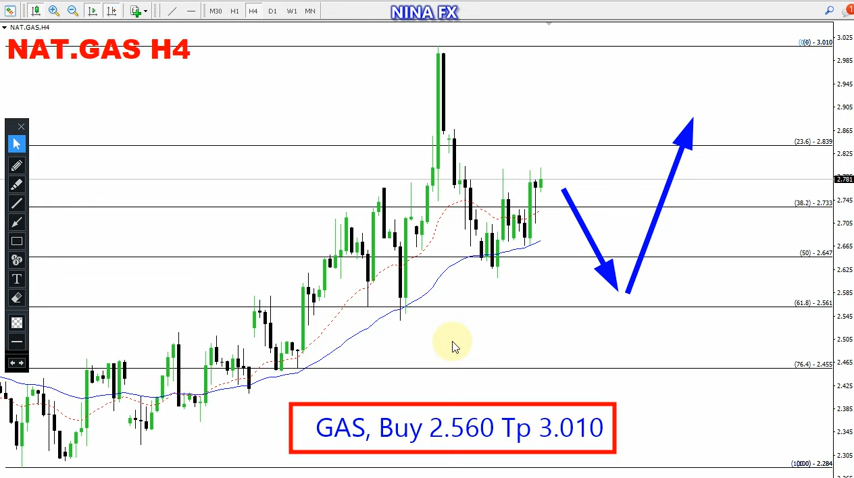 M30 H1 H4 D1 W1 MN
NINA FX
NAT.GAS,H4
NAT.GAS H4
(0) - 3.010
(23.6) - 2.839
(38.2) - 2.733
(50) - 2.647
(61.8) - 2.561
(76.4) - 2.455
(100) - 2.284
3.025
2.985
2.945
2.905
2.865
2.825
2.781
2.745
2.705
2.665
2.625
2.585
2.545
2.505
2.465
2.425
2.385
2.345
2.305
T
GAS, Buy 2.560 Tp 3.010